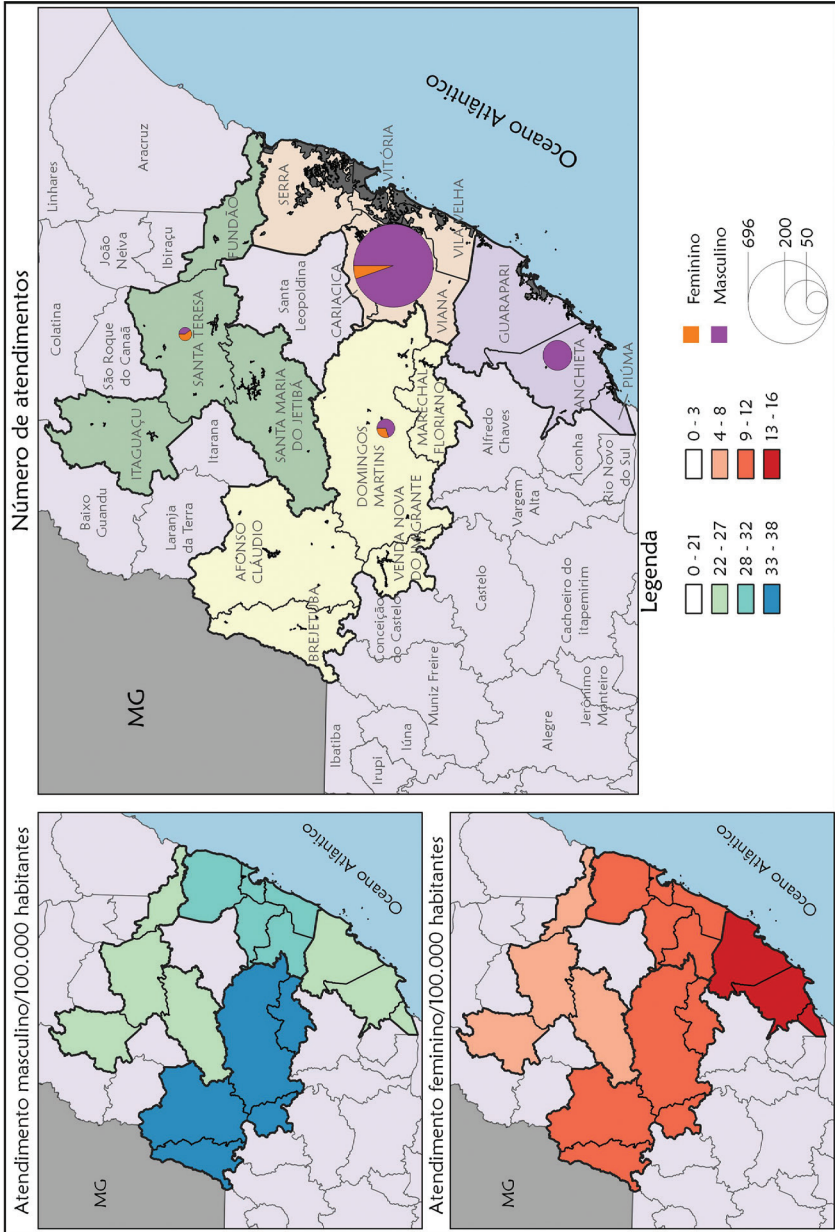 Número de atendimentos
Linhares
Colatina
Aracruz
João
Neiva
Ibiraçu
São Roque
do Canaã
Baixo
Guandu
FUNDÃO
SANTA TERESA
ITAGUAÇU
Itarana
Laranja
da Terra
SERRA
Santa
Leopoldina
SANTA MARIA
DO JETIBÁ
AFONSO
CLÁUDIO
VITÓRIA
CARIACICA
VILA VELHA
VIANA
DOMINGOS
MARTINS
MARECHAL
FLORIANO
VENDA NOVA
DO IMIGRANTE
BREJETUBA
Conceição
do Castelo
GUARAPARI
ANCHIETA
PIÚMA
Alfredo
Chaves
Iconha
Rio Novo
do Sul
Vargem
Alta
Castelo
Cachoeiro do
itapemirim
Muniz Freire
Ibatiba
Irupi
Iúna
Alegre
Jerônimo
Monteiro
MG
Oceano Atlântico
Legenda
0 - 21
22 - 27
28 - 32
33 - 38
0 - 3
4 - 8
9 - 12
13 - 16
Feminino
Masculino
696
200
50
Atendimento masculino/100.000 habitantes
MG
Oceano Atlântico
Atendimento feminino/100.000 habitantes
MG
Oceano Atlântico